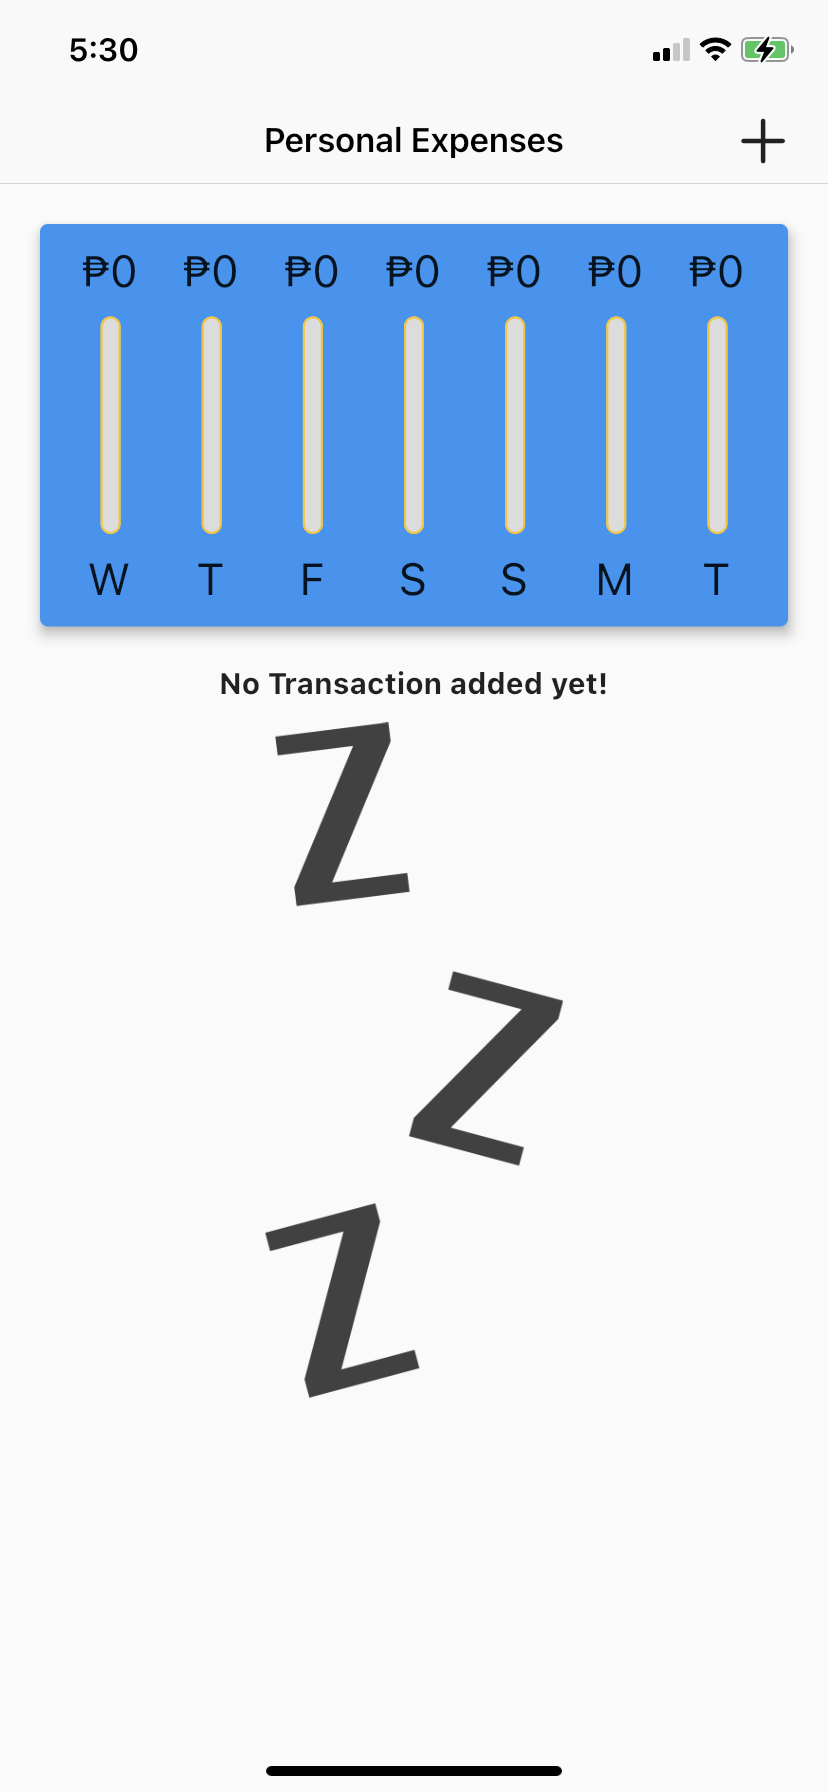 5:30
Personal Expenses
₱0 ₱0 ₱0 ₱0 ₱0 ₱0 ₱0
W T F S S M T
No Transaction added yet!
Z
Z
Z